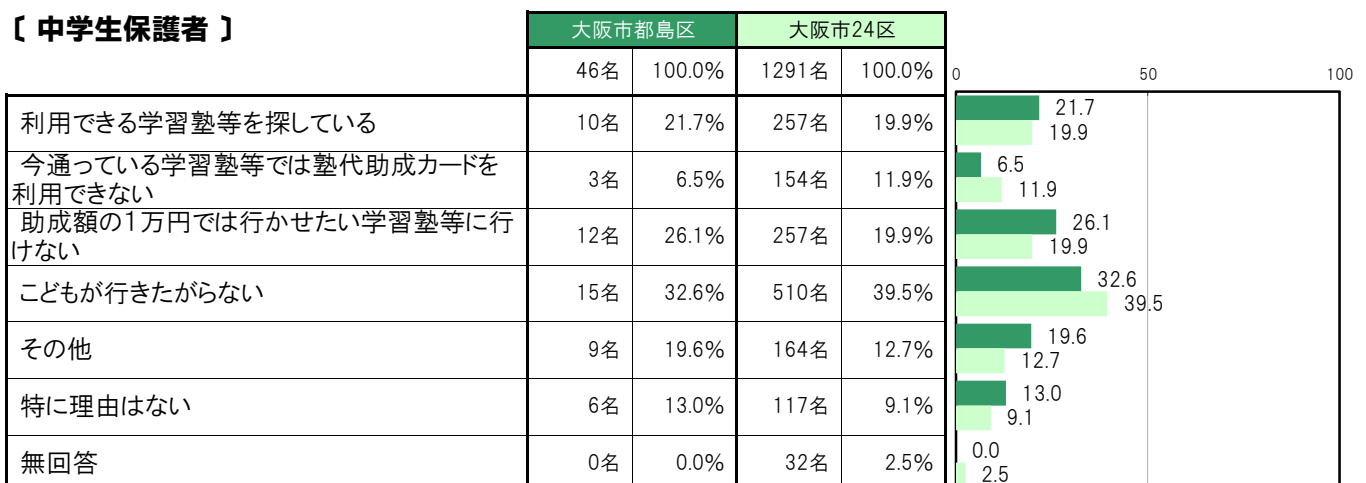 〔 中学生保護者 〕
大阪市都島区 大阪市24区
46名 100.0% 1291名 100.0%
0 50 100
利用できる学習塾等を探している 10名 21.7% 257名 19.9%
21.7
19.9
今通っている学習塾等では塾代助成カードを
利用できない
3名 6.5% 154名 11.9%
6.5
11.9
助成額の1万円では行かせたい学習塾等に行
けない
12名 26.1% 257名 19.9%
26.1
19.9
こどもが行きたがらない 15名 32.6% 510名 39.5%
32.6
39.5
その他 9名 19.6% 164名 12.7%
19.6
12.7
特に理由はない 6名 13.0% 117名 9.1%
13.0
9.1
無回答 0名 0.0% 32名 2.5%
0.0
2.5